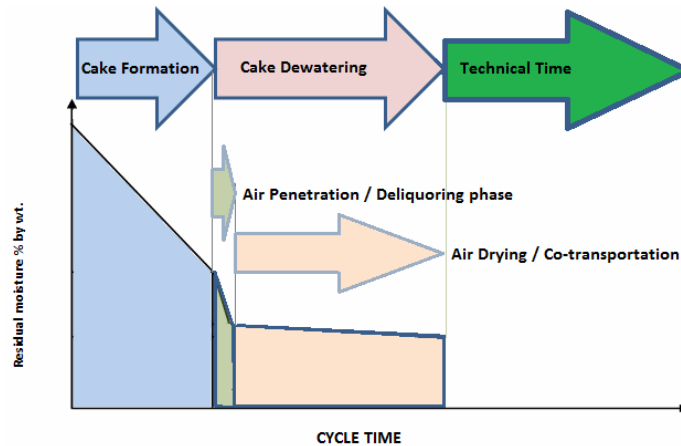 Cake Formation
Cake Dewatering
Technical Time
Air Penetration / Deliquoring phase
Air Drying / Co-transportation
Residual moisture % by wt.
CYCLE TIME